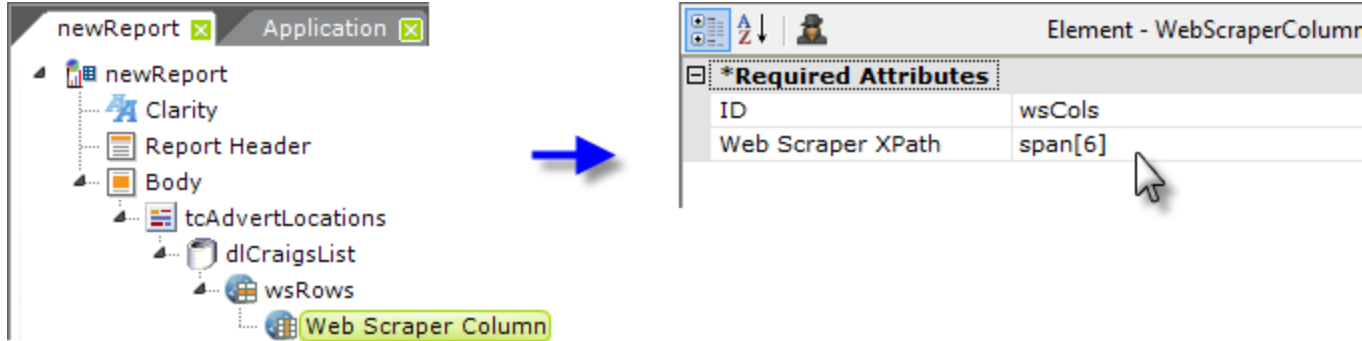 newReport Application
newReport
Clarity
Report Header
Body
tcAdvertLocations
dlCraigsList
wsRows
Web Scraper Column
A Z
Element - WebScraperColumn
*Required Attributes
ID wsCols
Web Scraper XPath span[6]